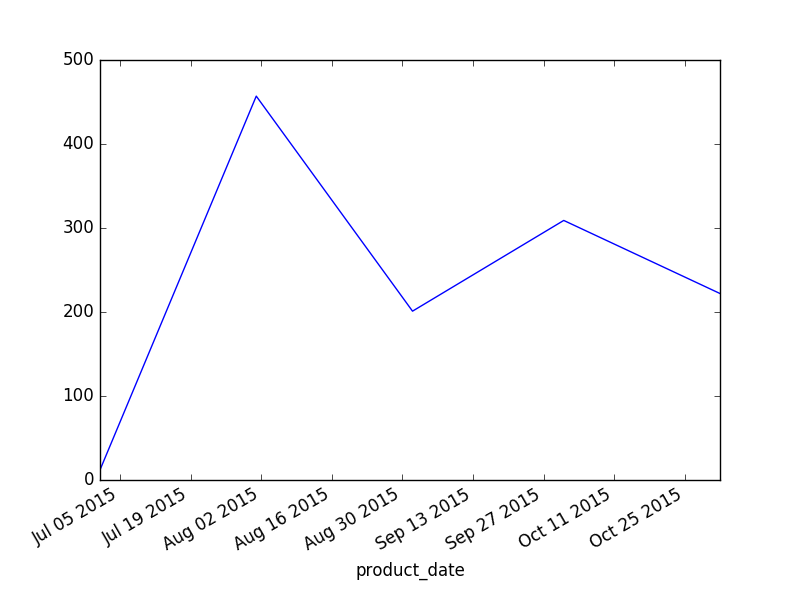 500
400
300
200
100
0
Jul 05 2015
Jul 19 2015
Aug 02 2015
Aug 16 2015
Aug 30 2015
Sep 13 2015
Sep 27 2015
Oct 11 2015
Oct 25 2015
product_date